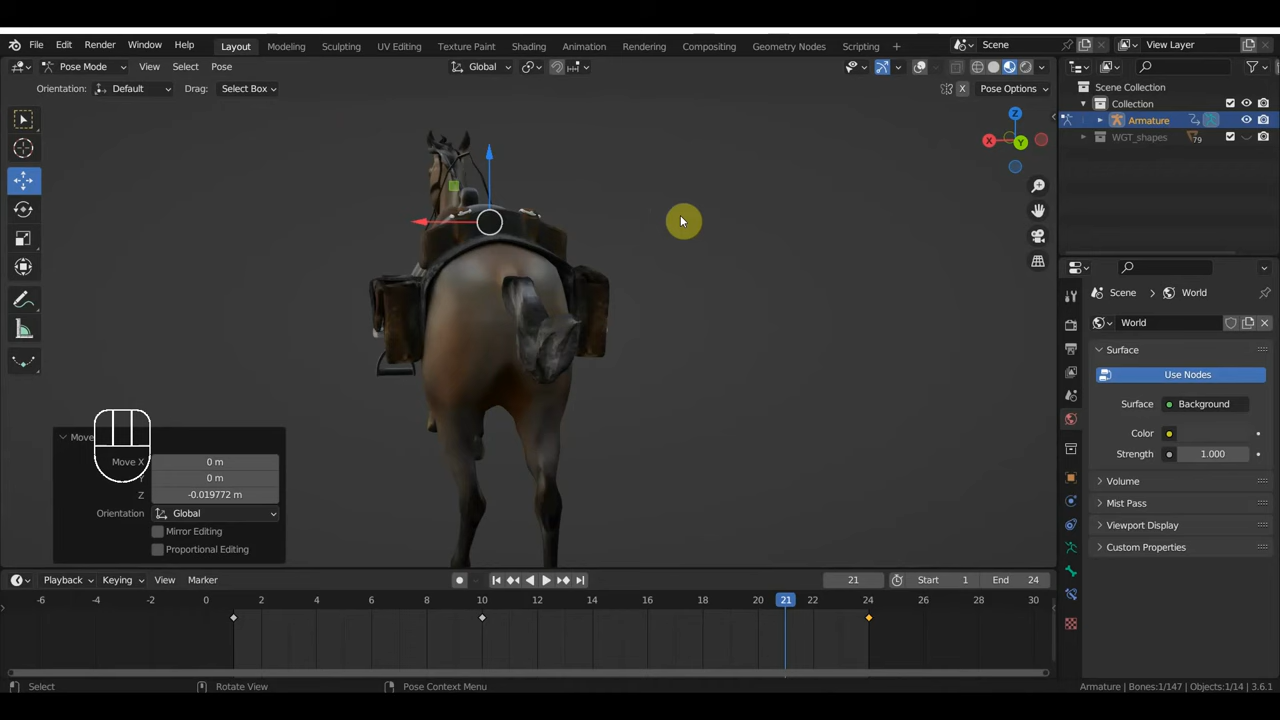 File Edit Render Window Help Layout Modeling Sculpting UV Editing Texture Paint Shading Animation Rendering Compositing Geometry Nodes Scripting + Scene View Layer
Pose Mode View Select Pose Global
Orientation: Default Drag: Select Box X Pose Options
Scene Collection
Collection
Armature
WGT_shapes 79
Z
X Y
Scene > World
World
Surface
Use Nodes
Surface Background
Color
Strength 1.000
Volume
Mist Pass
Viewport Display
Custom Properties
Move
Move X 0 m
Y 0 m
Z -0.019772 m
Orientation Global
Mirror Editing
Proportional Editing
Playback Keying View Marker 21 Start 1 End 24
-6 -4 -2 0 2 4 6 8 10 12 14 16 18 20 21 22 24 26 28 30
Select Rotate View Pose Context Menu Armature | Bones:1/147 | Objects:1/14 | 3.6.1